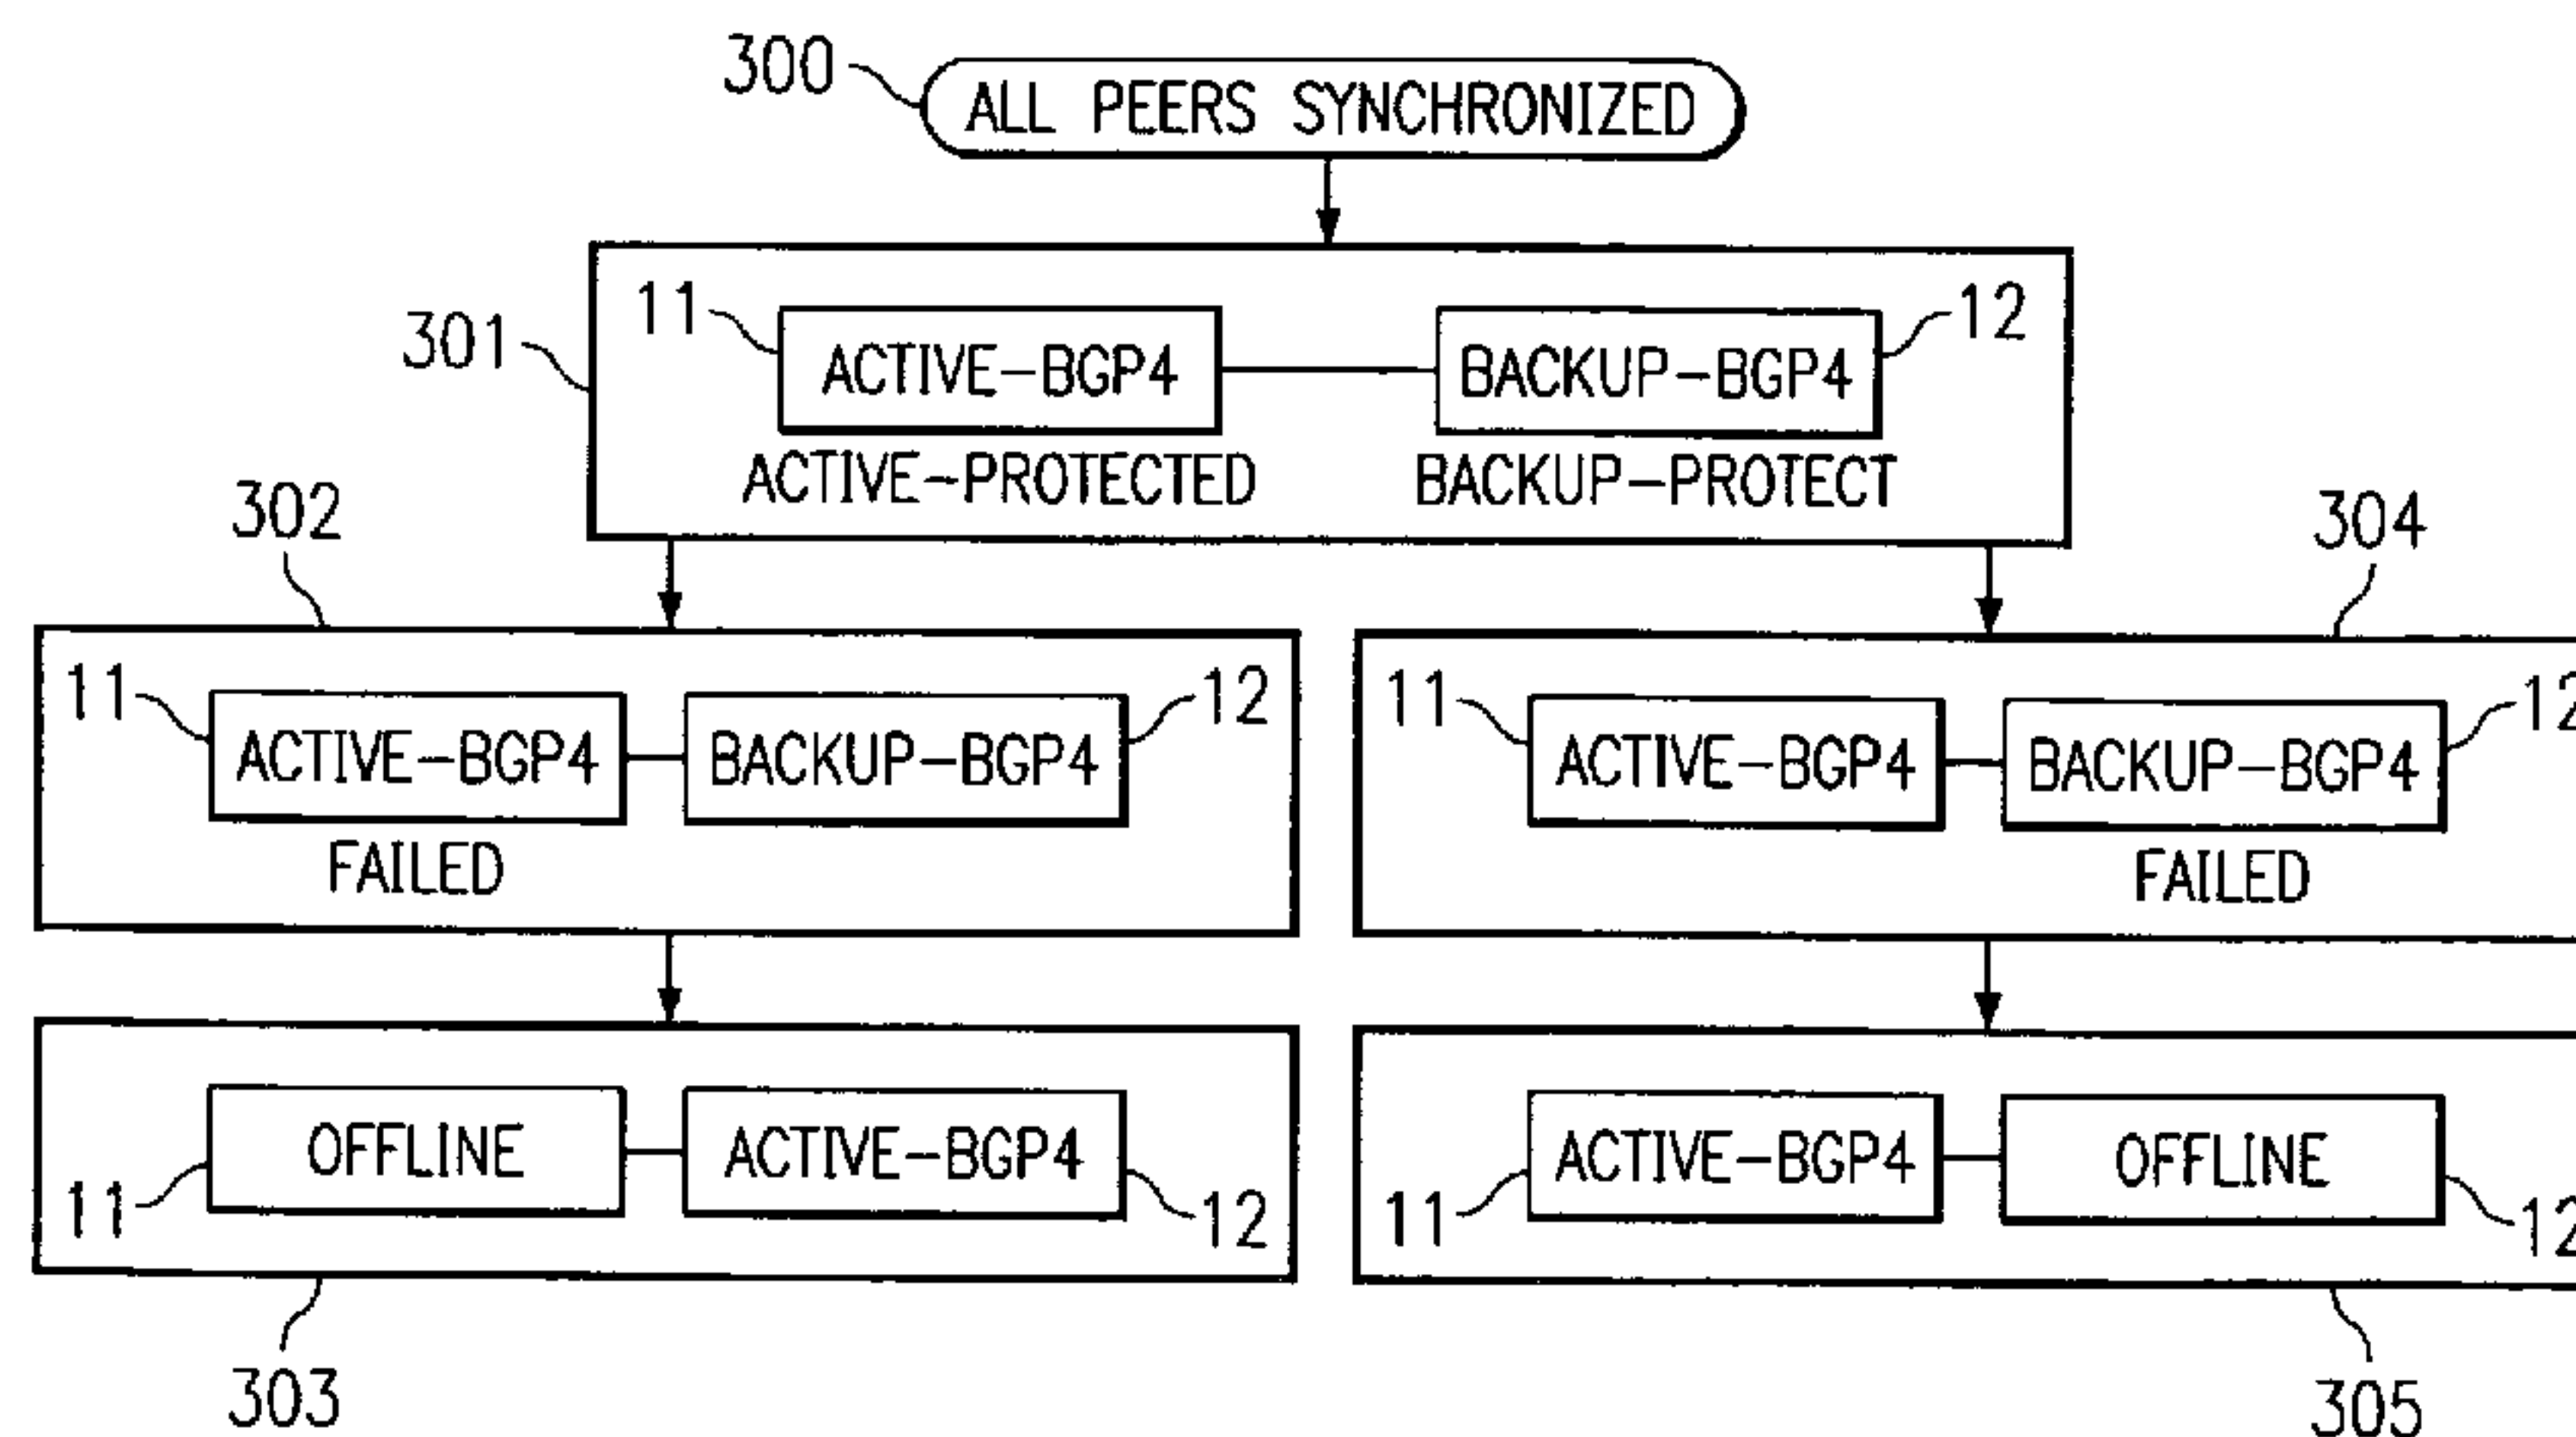 300
ALL PEERS SYNCHRONIZED
301
11
ACTIVE-BGP4
BACKUP-BGP4
12
ACTIVE-PROTECTED
BACKUP-PROTECT
302
304
11
ACTIVE-BGP4
BACKUP-BGP4
12
FAILED
11
ACTIVE-BGP4
BACKUP-BGP4
12
FAILED
11
OFFLINE
ACTIVE-BGP4
12
11
ACTIVE-BGP4
OFFLINE
12
303
305